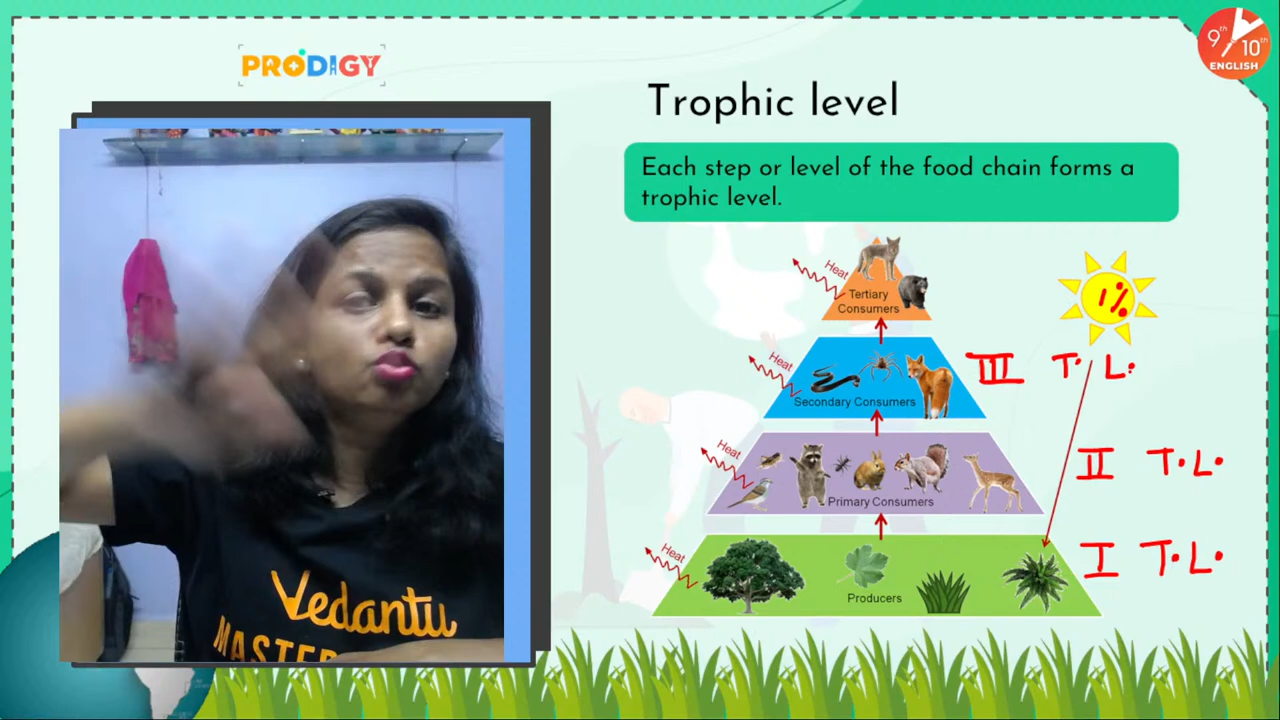 PRODIGY
9th 10th
ENGLISH
Trophic level
Each step or level of the food chain forms a
trophic level.
Heat
Tertiary
Consumers
1%
Heat
Secondary Consumers
III T. L.
Heat
Primary Consumers
II T.L.
Heat
Producers
I T.L.
Vedantu
MASTE